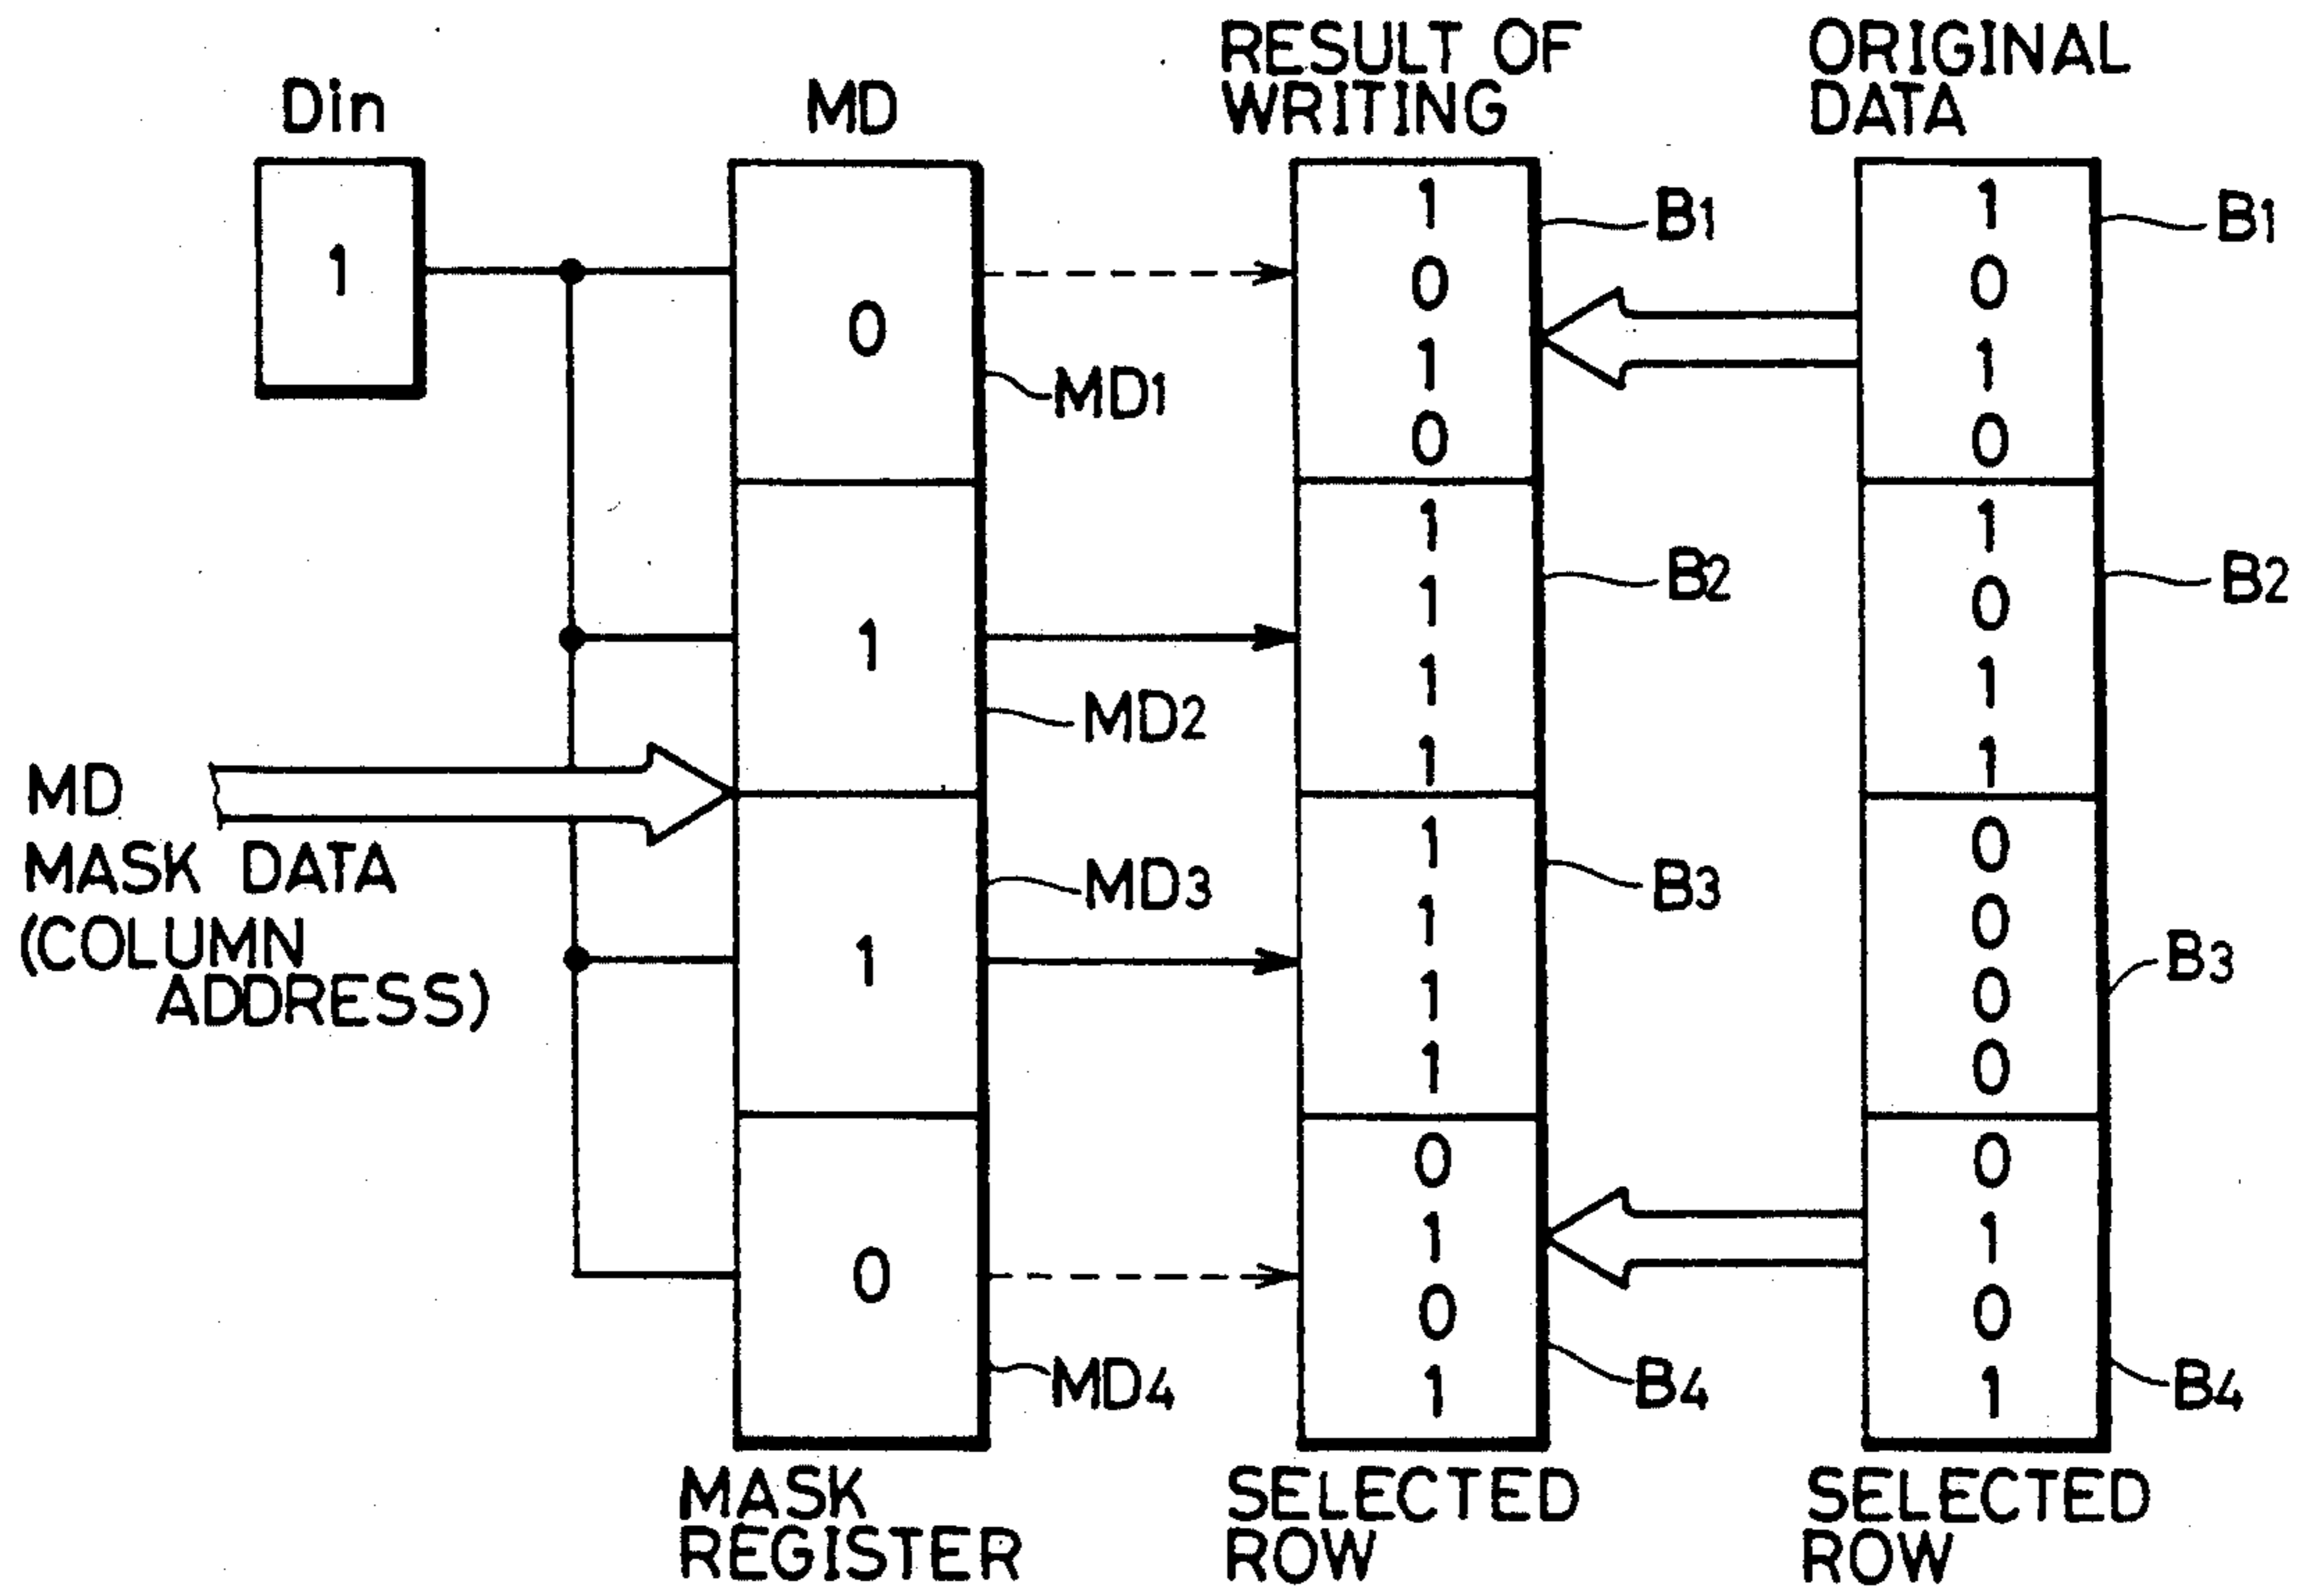 Din
1
MD
0
MD1
1
MD2
MD3
1
0
MD4
MASK
REGISTER
MD
MASK DATA
(COLUMN
ADDRESS)
RESULT OF
WRITING
1
0
1
0
B1
1
1
1
1
B2
1
1
1
1
B3
0
1
0
1
B4
SELECTED
ROW
ORIGINAL
DATA
1
0
1
0
B1
1
0
1
1
B2
0
0
0
0
B3
0
1
0
1
B4
SELECTED
ROW